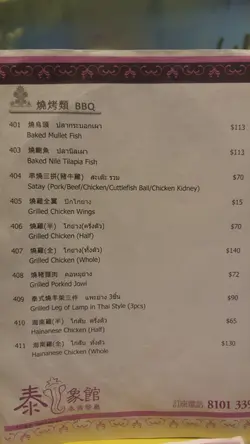 燒烤類 BBQ
401 燒烏頭 ปลากระบอกเผา $113
Baked Mullet Fish
403 燒鯽魚 ปลานิลเผา $113
Baked Nile Tilapia Fish
404 串燒三拼(豬牛雞) สะเต๊ะ รวม $70
Satay (Pork/Beef/Chicken/Cuttlefish Ball/Chicken Kidney)
405 燒雞全翼 ปีกไก่ย่าง $15
Grilled Chicken Wings
406 燒雞(半) ไก่ย่าง(ครึ่งตัว) $70
Grilled Chicken (Half)
407 燒雞(全) ไก่ย่าง(ทั้งตัว) $140
Grilled Chicken (Whole)
408 燒豬頸肉 คอหมูย่าง $72
Grilled Porknd Jowl
409 泰式燒羊架三杯 แพะย่าง 3ชิ้น $90
Grilled Leg of Lamp in Thai Style (3pcs)
410 海南雞(半) ไก่ต้ม ครึ่งตัว $65
Hainanese Chicken (Half)
411 海南雞(全) ไก่ต้ม ทั้งตัว $130
Hainanese Chicken (Whole
泰象館
訂座電話 8101 339